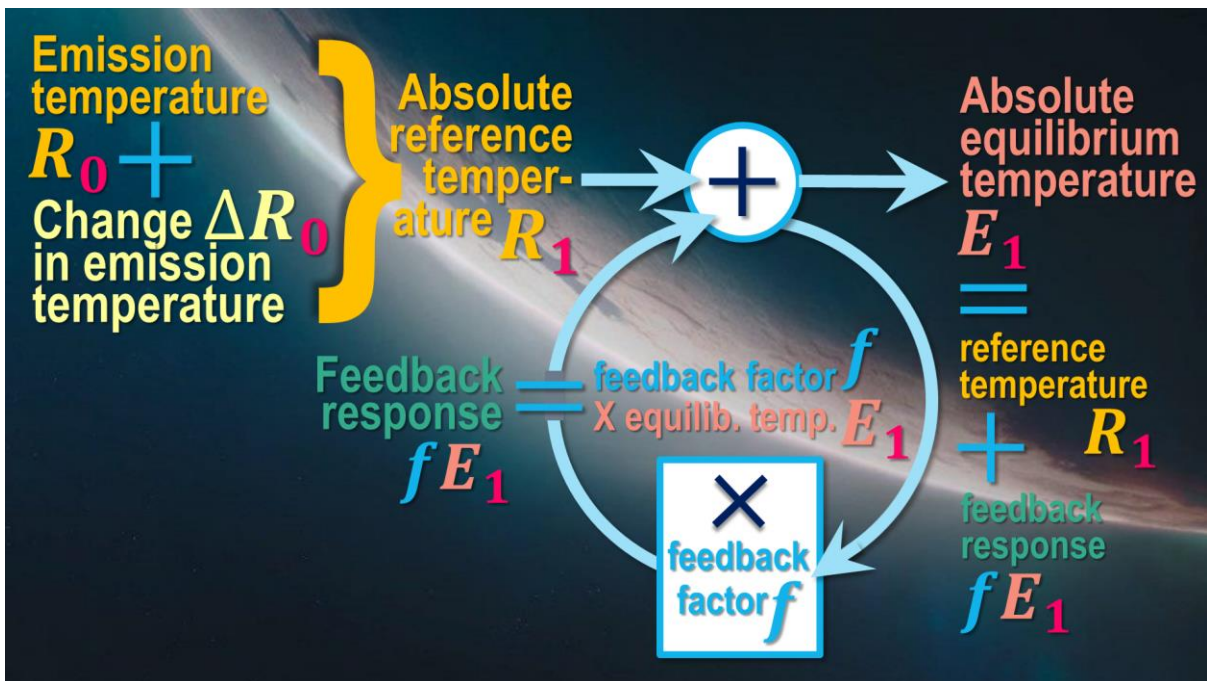 Emission
temperature
R₀ +
Change ΔR₀
in emission
temperature
}
Absolute
reference
temper-
ature R₁
+
Absolute
equilibrium
temperature
E₁
=
reference
temperature
R₁
+
feedback
response
fE₁
Feedback
response
fE₁
=
feedback factor f
X equilib. temp. E₁
×
feedback
factor f